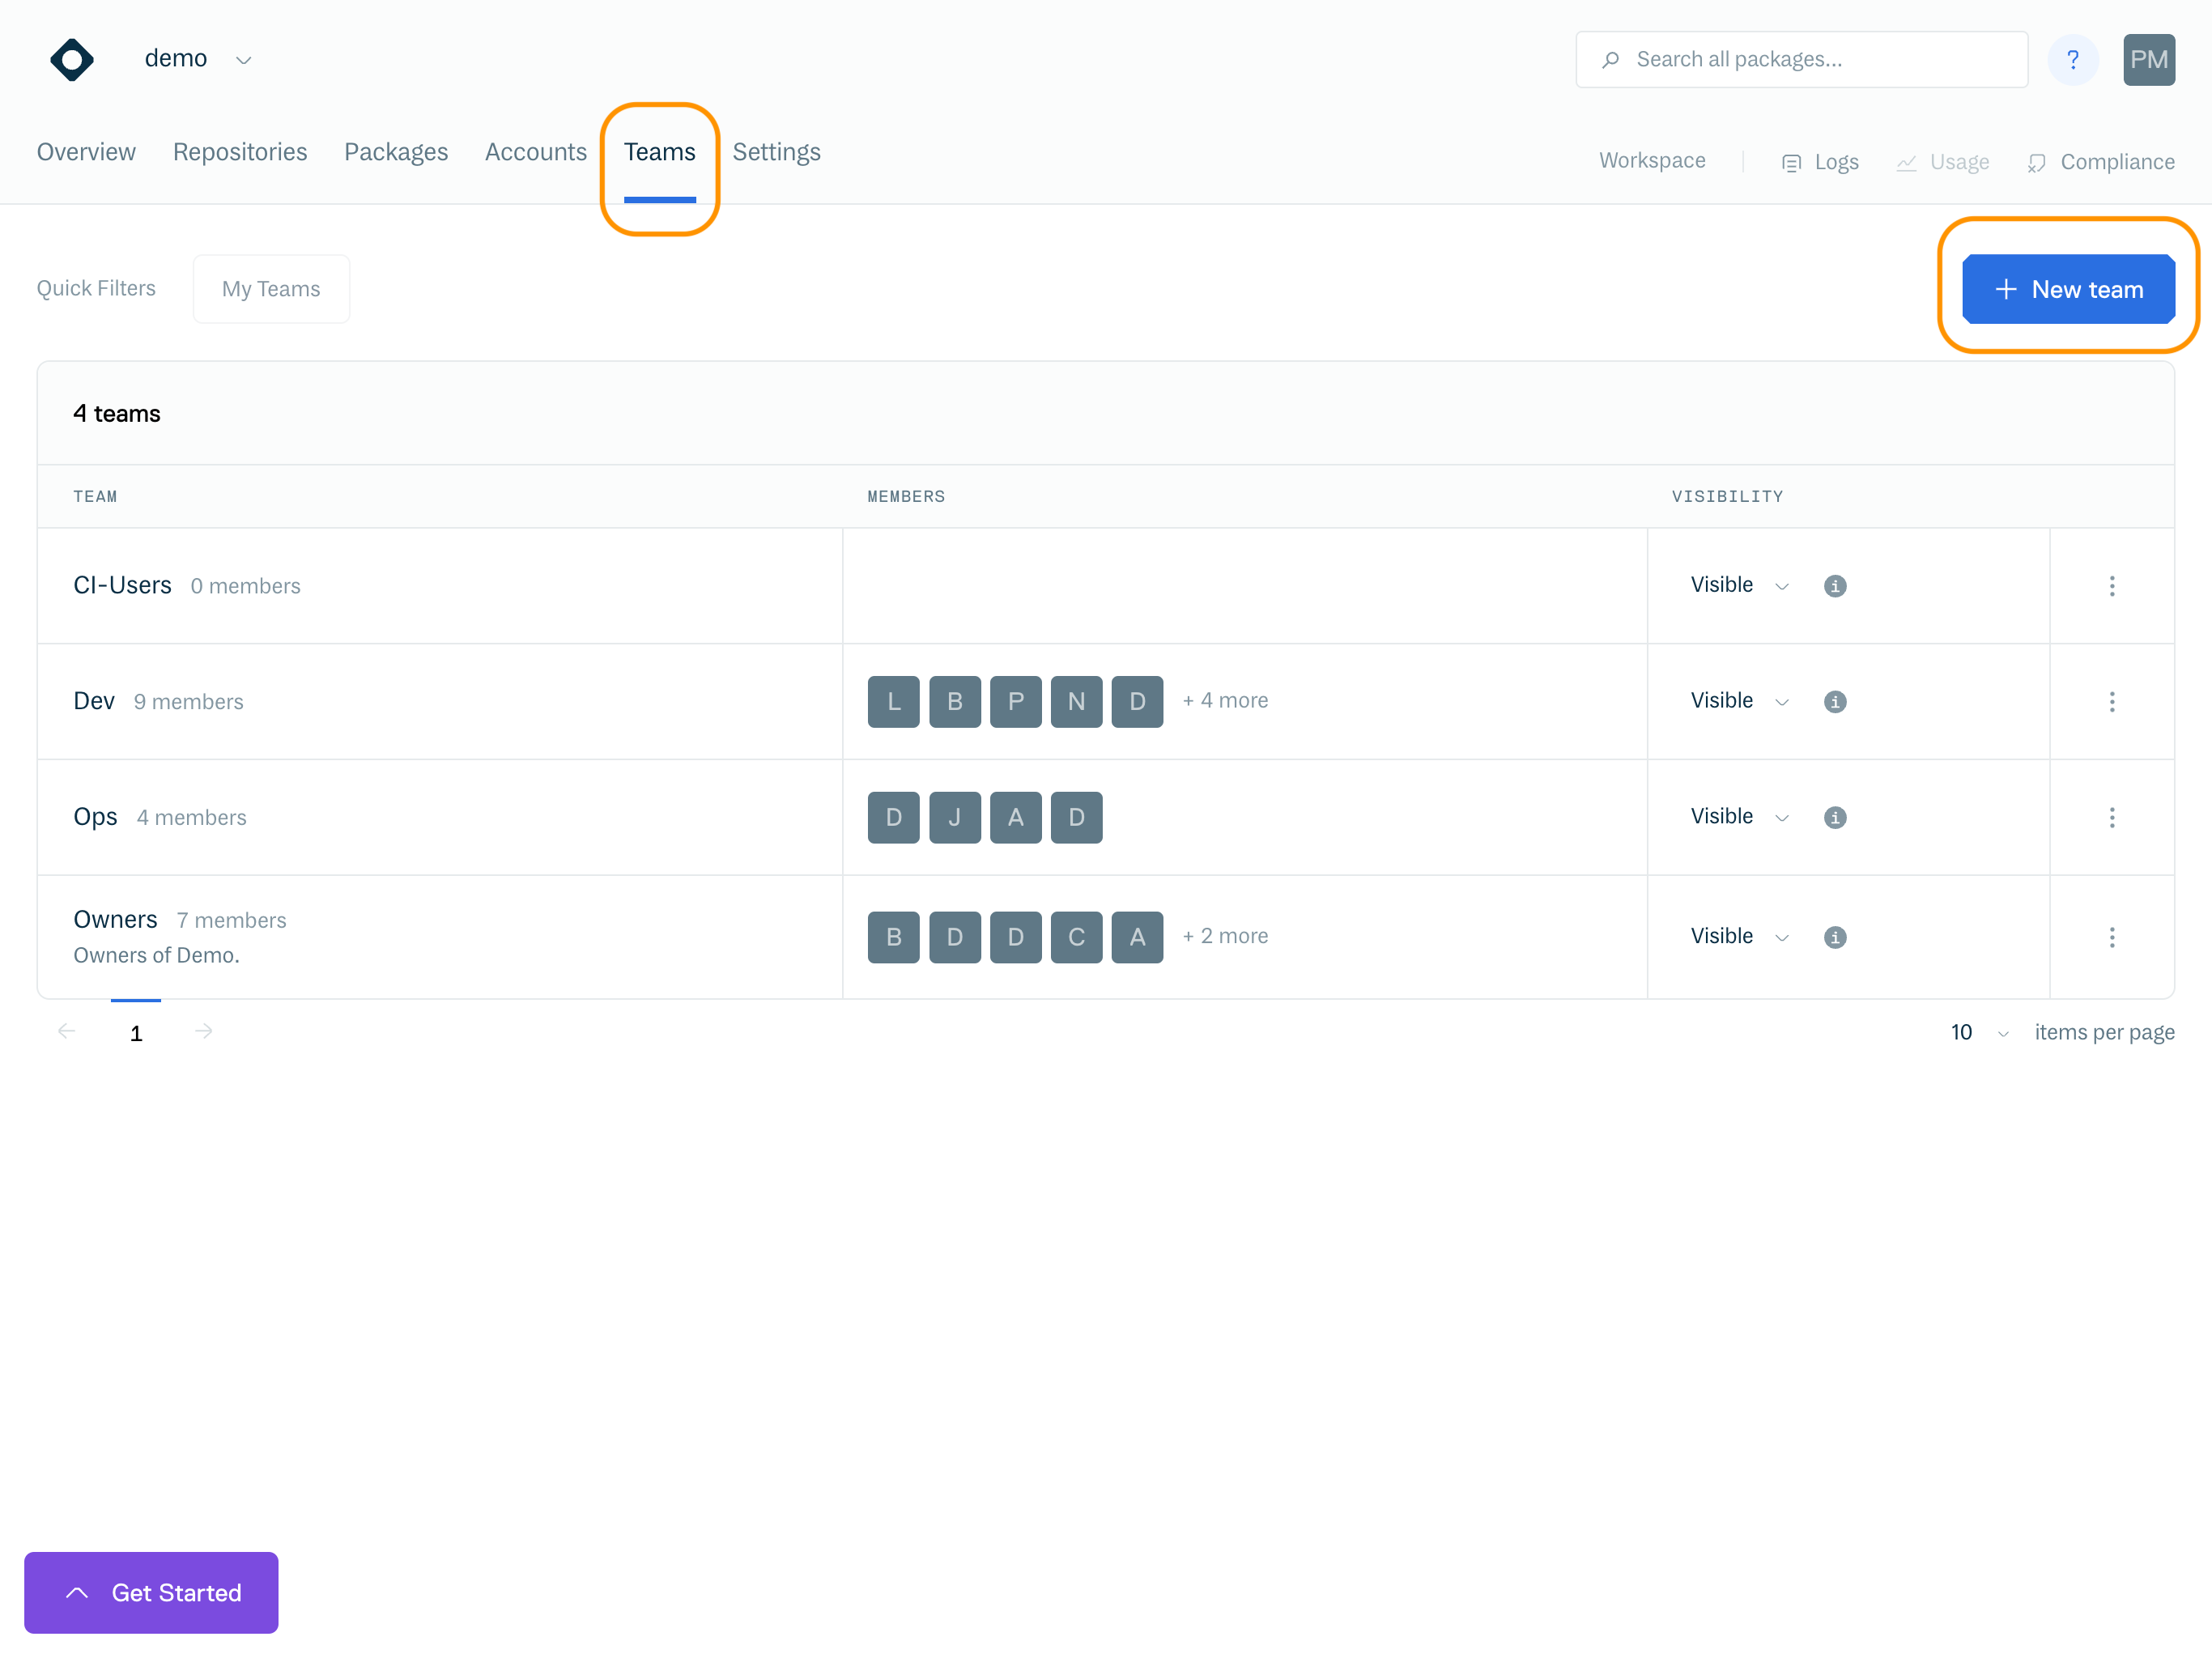 demo
Search all packages...
?
PM
Overview Repositories Packages Accounts Teams Settings
Workspace Logs Usage Compliance
Quick Filters My Teams
+ New team
4 teams
TEAM MEMBERS VISIBILITY
CI-Users 0 members Visible i
Dev 9 members L B P N D + 4 more Visible i
Ops 4 members D J A D Visible i
Owners 7 members B D D C A + 2 more Visible i
Owners of Demo.
1
10 items per page
Get Started